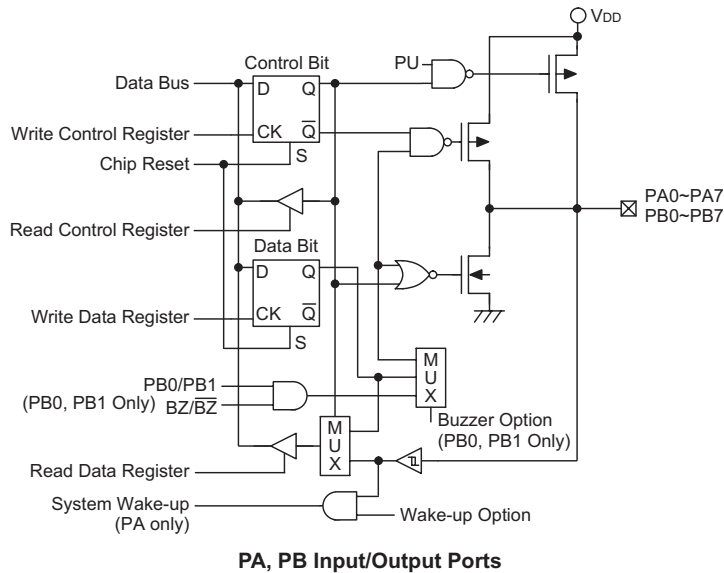 VDD
Control Bit
PU
Data Bus
D Q
Write Control Register
CK Q
Chip Reset
S
PA0~PA7
PB0~PB7
Read Control Register
Data Bit
D Q
Write Data Register
CK Q
S
M
U
X
PB0/PB1
(PB0, PB1 Only)
BZ/BZ
M
U
X
Buzzer Option
(PB0, PB1 Only)
Read Data Register
System Wake-up
(PA only)
Wake-up Option
PA, PB Input/Output Ports